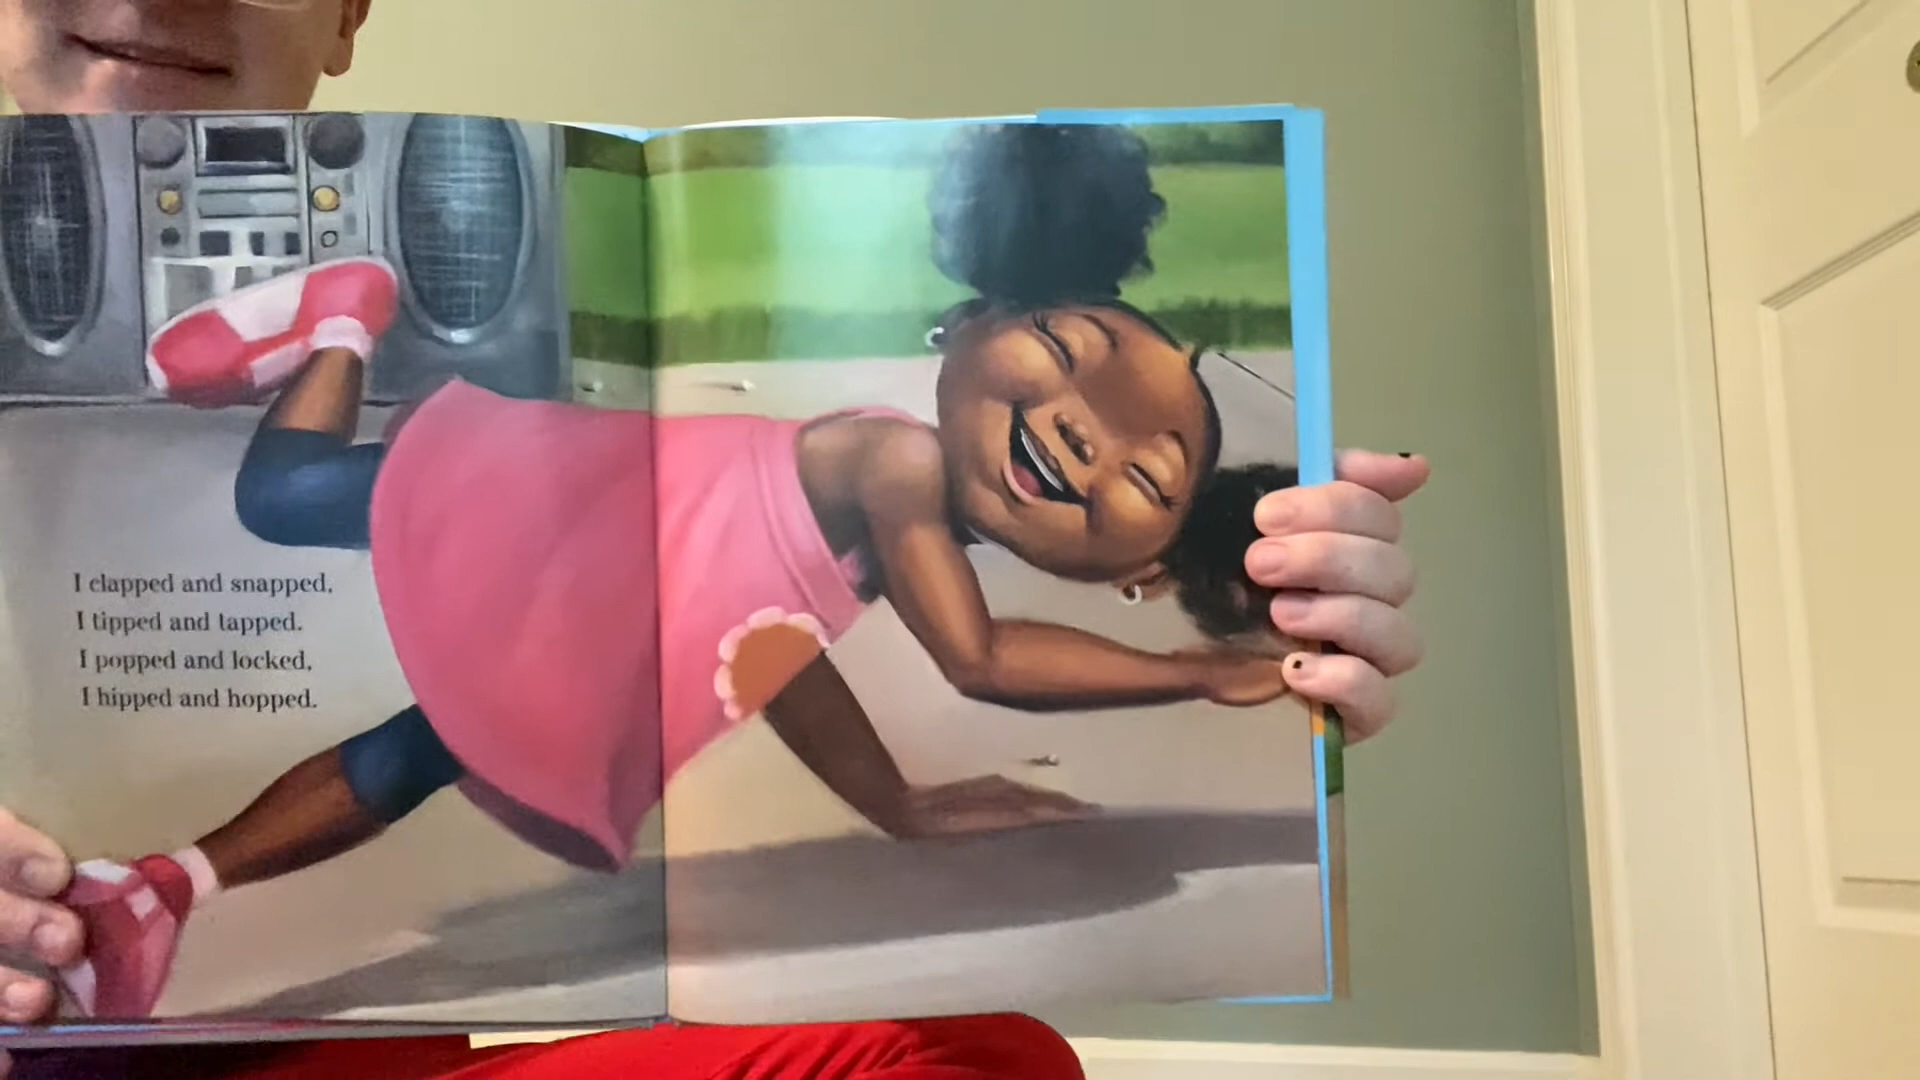 I clapped and snapped,
I tipped and tapped.
I popped and locked,
I hipped and hopped.